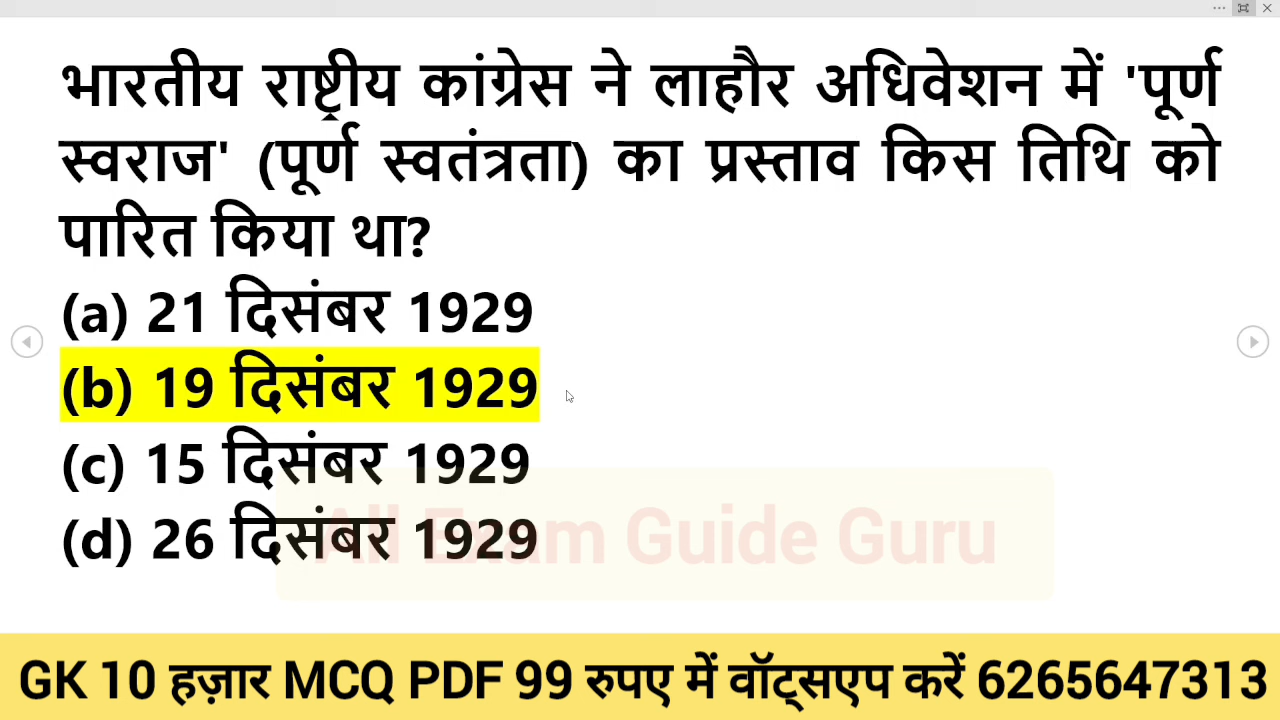 भारतीय राष्ट्रीय कांग्रेस ने लाहौर अधिवेशन में 'पूर्ण
स्वराज' (पूर्ण स्वतंत्रता) का प्रस्ताव किस तिथि को
पारित किया था?
(a) 21 दिसंबर 1929
(b) 19 दिसंबर 1929
(c) 15 दिसंबर 1929
(d) 26 दिसंबर 1929
All Exam Guide Guru
GK 10 हज़ार MCQ PDF 99 रुपए में वॉट्सएप करें 6265647313